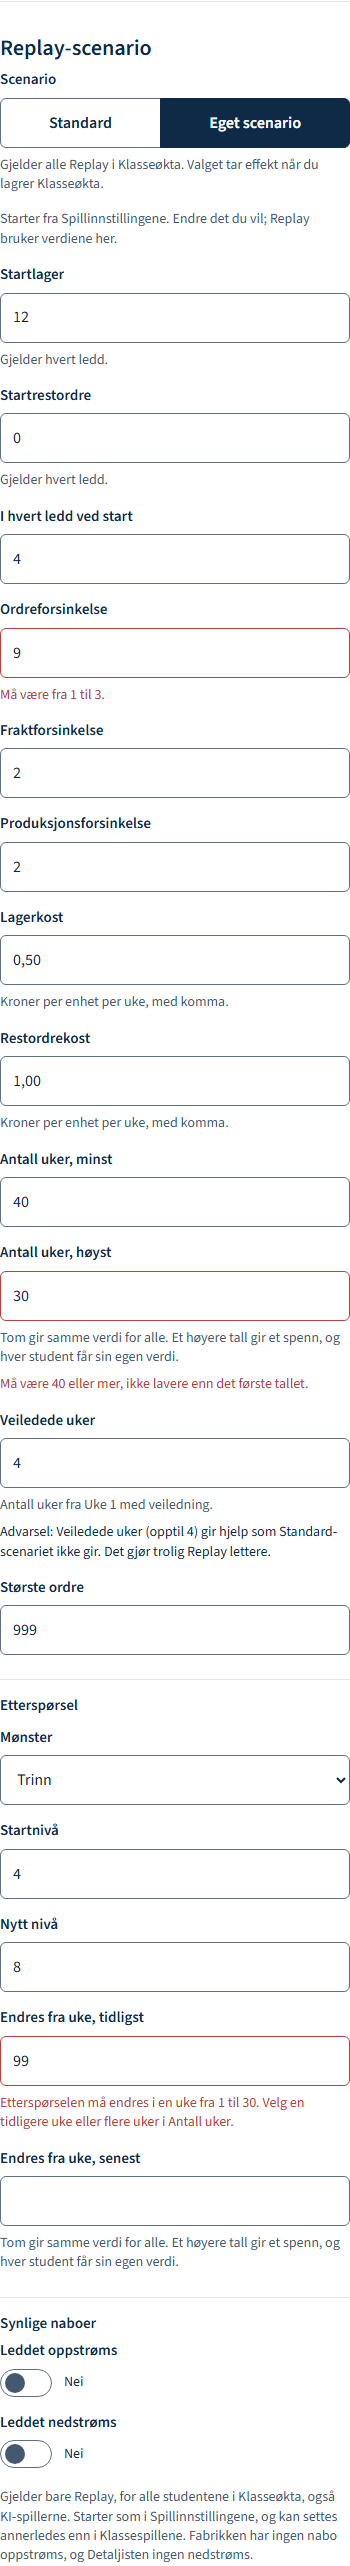 Replay-scenario
Scenario
Standard
Eget scenario
Gjelder alle Replay i Klasseøkta. Valget tar effekt når du
lagrer Klasseøkta.
Starter fra Spillinnstillingene. Endre det du vil; Replay
bruker verdiene her.
Startlager
12
Gjelder hvert ledd.
Startrestordre
0
Gjelder hvert ledd.
I hvert ledd ved start
4
Ordreforsinkelse
9
Må være fra 1 til 3.
Fraktforsinkelse
2
Produksjonsforsinkelse
2
Lagerkost
0,50
Kroner per enhet per uke, med komma.
Restordrekost
1,00
Kroner per enhet per uke, med komma.
Antall uker, minst
40
Antall uker, høyst
30
Tom gir samme verdi for alle. Et høyere tall gir et spenn, og
hver student får sin egen verdi.
Må være 40 eller mer, ikke lavere enn det første tallet.
Veiledede uker
4
Antall uker fra Uke 1 med veiledning.
Advarsel: Veiledede uker (opptil 4) gir hjelp som Standard-
scenariet ikke gir. Det gjør trolig Replay lettere.
Største ordre
999
Etterspørsel
Mønster
Trinn
Startnivå
4
Nytt nivå
8
Endres fra uke, tidligst
99
Etterspørselen må endres i en uke fra 1 til 30. Velg en
tidligere uke eller flere uker i Antall uker.
Endres fra uke, senest
Tom gir samme verdi for alle. Et høyere tall gir et spenn, og
hver student får sin egen verdi.
Synlige naboer
Leddet oppstrøms
Nei
Leddet nedstrøms
Nei
Gjelder bare Replay, for alle studentene i Klasseøkta, også
KI-spillerne. Starter som i Spillinnstillingene, og kan settes
annerledes enn i Klassespillene. Fabrikken har ingen nabo
oppstrøms, og Detaljisten ingen nedstrøms.